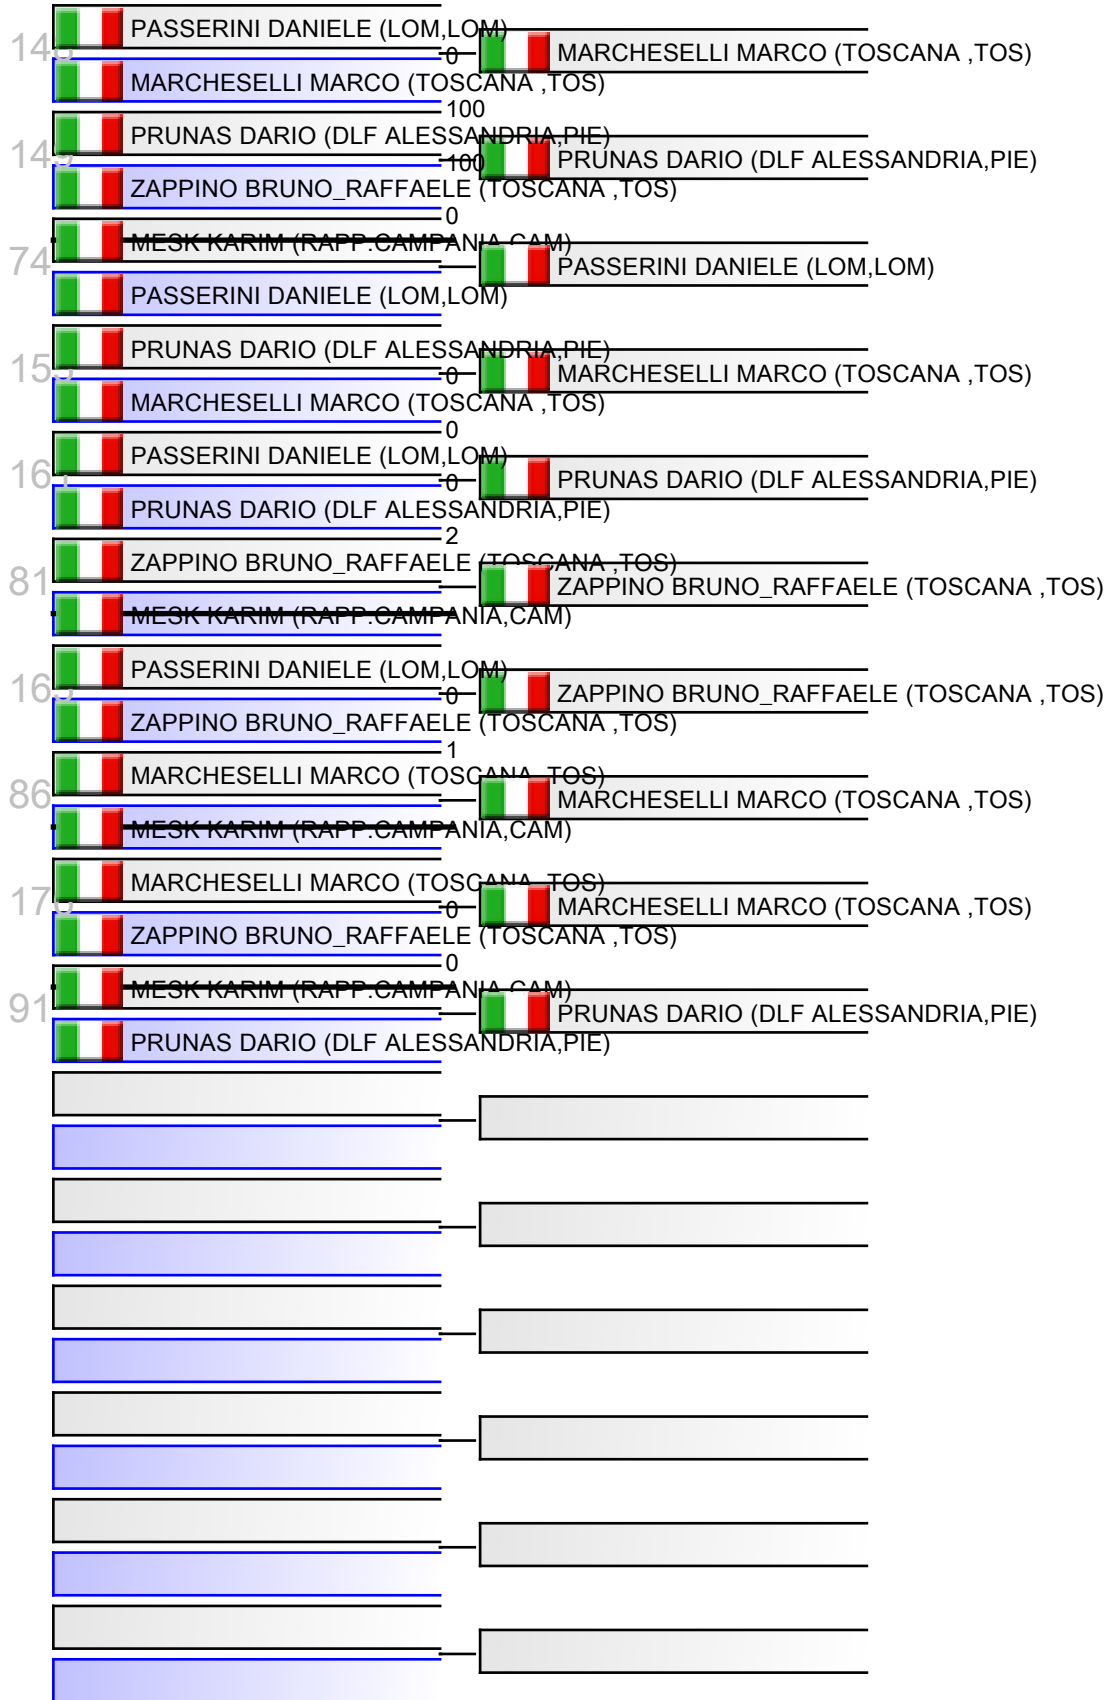 148
PASSERINI DANIELE (LOM,LOM)
0
MARCHESELLI MARCO (TOSCANA ,TOS)
MARCHESELLI MARCO (TOSCANA ,TOS)
100
149
PRUNAS DARIO (DLF ALESSANDRIA,PIE)
100
PRUNAS DARIO (DLF ALESSANDRIA,PIE)
ZAPPINO BRUNO_RAFFAELE (TOSCANA ,TOS)
0
74
MESK KARIM (RAPP.CAMPANIA,CAM)
PASSERINI DANIELE (LOM,LOM)
PASSERINI DANIELE (LOM,LOM)
PRUNAS DARIO (DLF ALESSANDRIA,PIE)
0
MARCHESELLI MARCO (TOSCANA ,TOS)
MARCHESELLI MARCO (TOSCANA ,TOS)
0
PASSERINI DANIELE (LOM,LOM)
0
PRUNAS DARIO (DLF ALESSANDRIA,PIE)
PRUNAS DARIO (DLF ALESSANDRIA,PIE)
2
81
ZAPPINO BRUNO_RAFFAELE (TOSCANA ,TOS)
ZAPPINO BRUNO_RAFFAELE (TOSCANA ,TOS)
MESK KARIM (RAPP.CAMPANIA,CAM)
PASSERINI DANIELE (LOM,LOM)
0
ZAPPINO BRUNO_RAFFAELE (TOSCANA ,TOS)
ZAPPINO BRUNO_RAFFAELE (TOSCANA ,TOS)
1
86
MARCHESELLI MARCO (TOSCANA ,TOS)
MARCHESELLI MARCO (TOSCANA ,TOS)
MESK KARIM (RAPP.CAMPANIA,CAM)
MARCHESELLI MARCO (TOSCANA ,TOS)
0
MARCHESELLI MARCO (TOSCANA ,TOS)
ZAPPINO BRUNO_RAFFAELE (TOSCANA ,TOS)
0
91
MESK KARIM (RAPP.CAMPANIA,CAM)
PRUNAS DARIO (DLF ALESSANDRIA,PIE)
PRUNAS DARIO (DLF ALESSANDRIA,PIE)